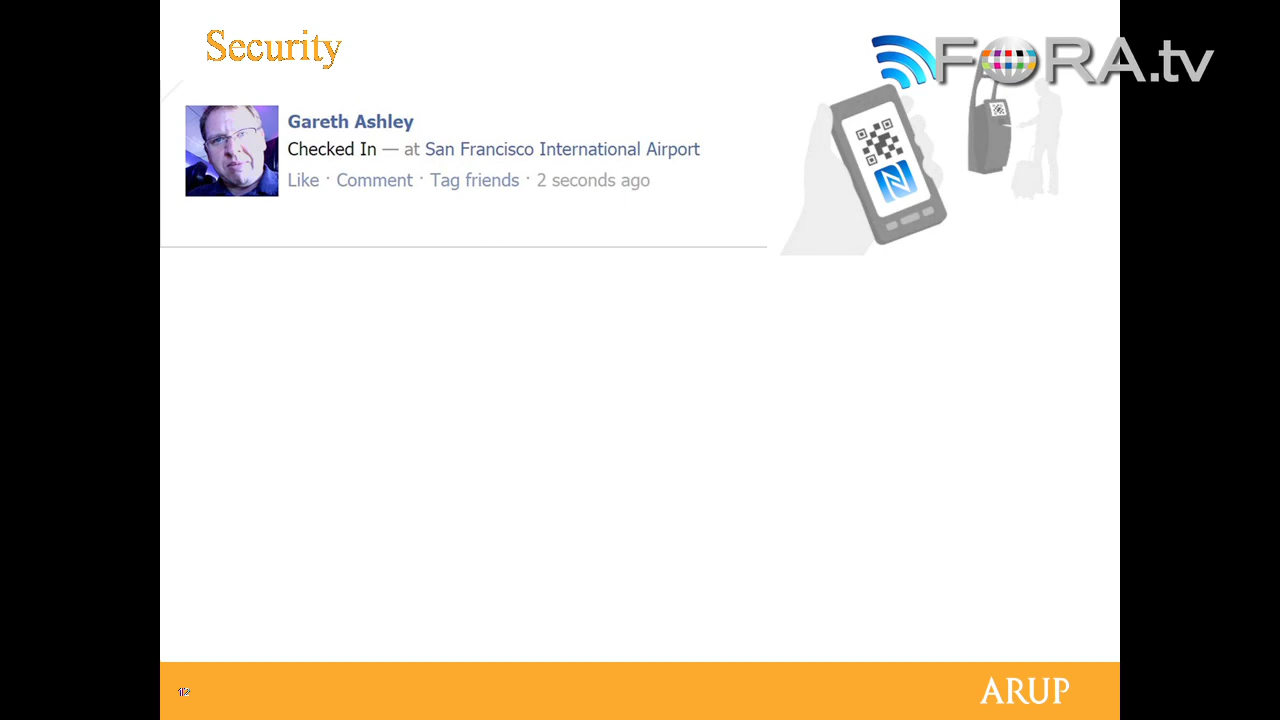 Security
FORA.tv
Gareth Ashley
Checked In — at San Francisco International Airport
Like · Comment · Tag friends · 2 seconds ago
12
ARUP